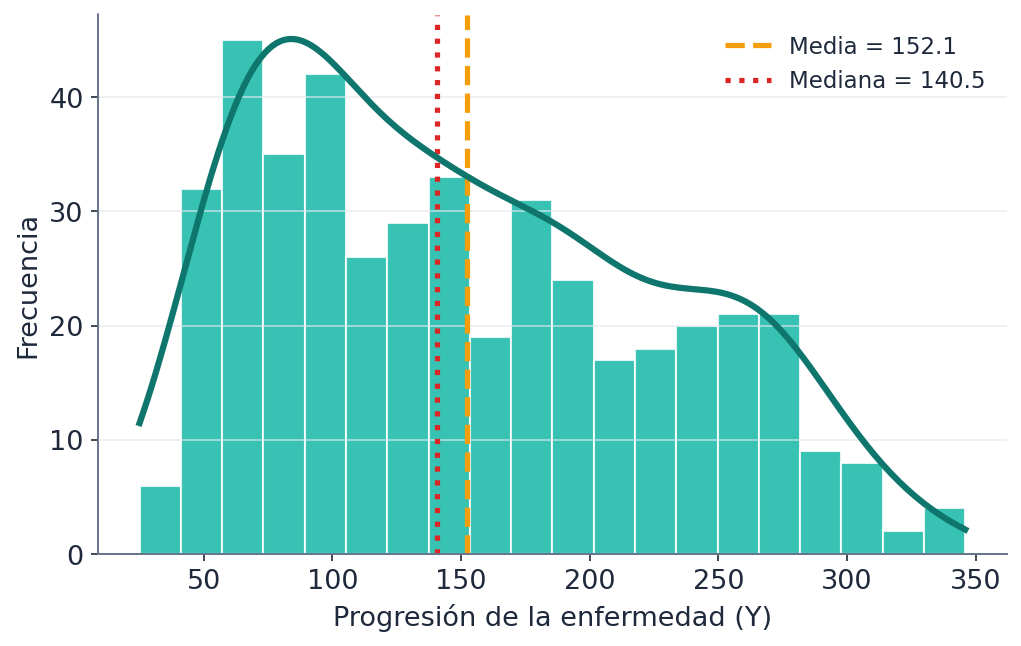 Media = 152.1
Mediana = 140.5
Frecuencia
40
30
20
10
0
50 100 150 200 250 300 350
Progresión de la enfermedad (Y)